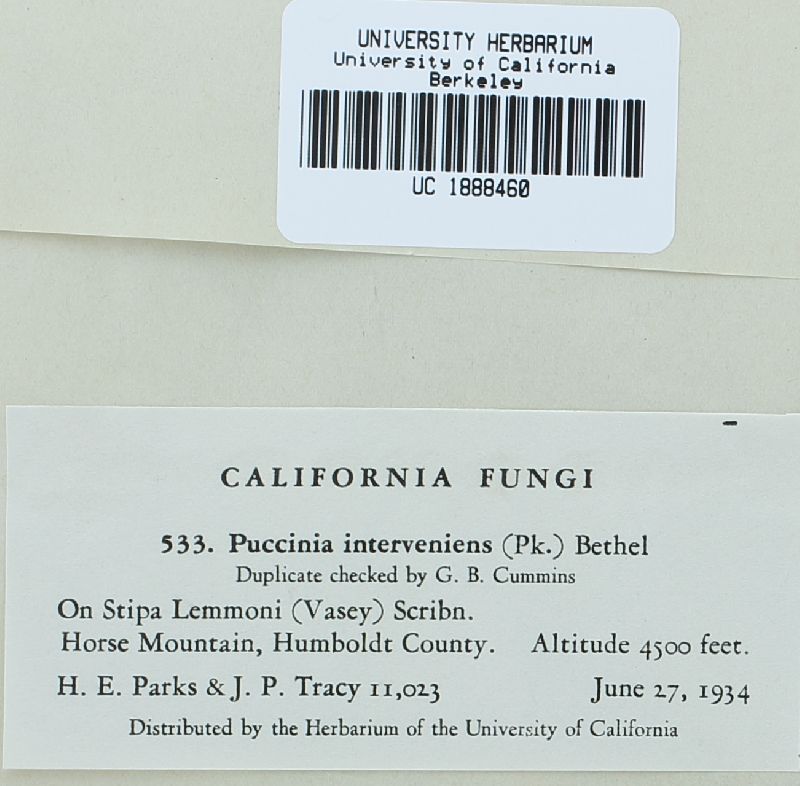 UNIVERSITY HERBARIUM
University of California
Berkeley
UC 1888460
CALIFORNIA FUNGI
533. Puccinia interveniens (Pk.) Bethel
Duplicate checked by G. B. Cummins
On Stipa Lemmoni (Vasey) Scribn.
Horse Mountain, Humboldt County. Altitude 4500 feet.
H. E. Parks & J. P. Tracy 11,023 June 27, 1934
Distributed by the Herbarium of the University of California